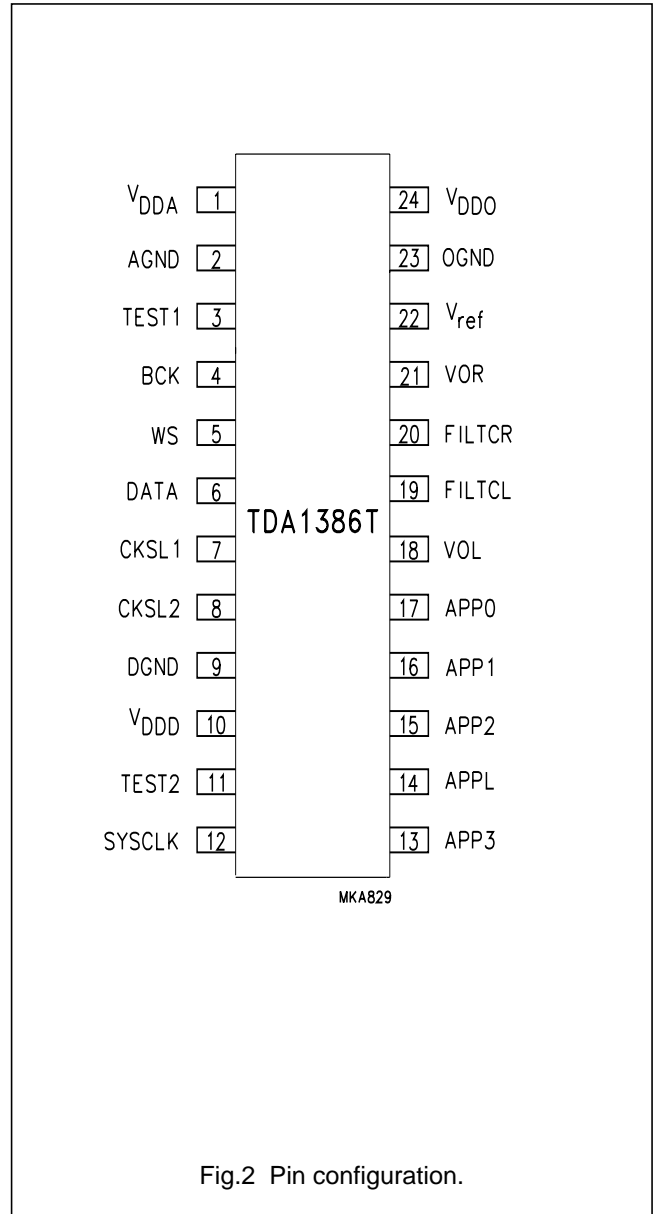 VDDA 1 24 VDDO
AGND 2 23 OGND
TEST1 3 22 Vref
BCK 4 21 VOR
WS 5 20 FILTCR
DATA 6 19 FILTCL
TDA1386T
CKSL1 7 18 VOL
CKSL2 8 17 APP0
DGND 9 16 APP1
VDDD 10 15 APP2
TEST2 11 14 APPL
SYSCLK 12 13 APP3
MKA829
Fig.2 Pin configuration.